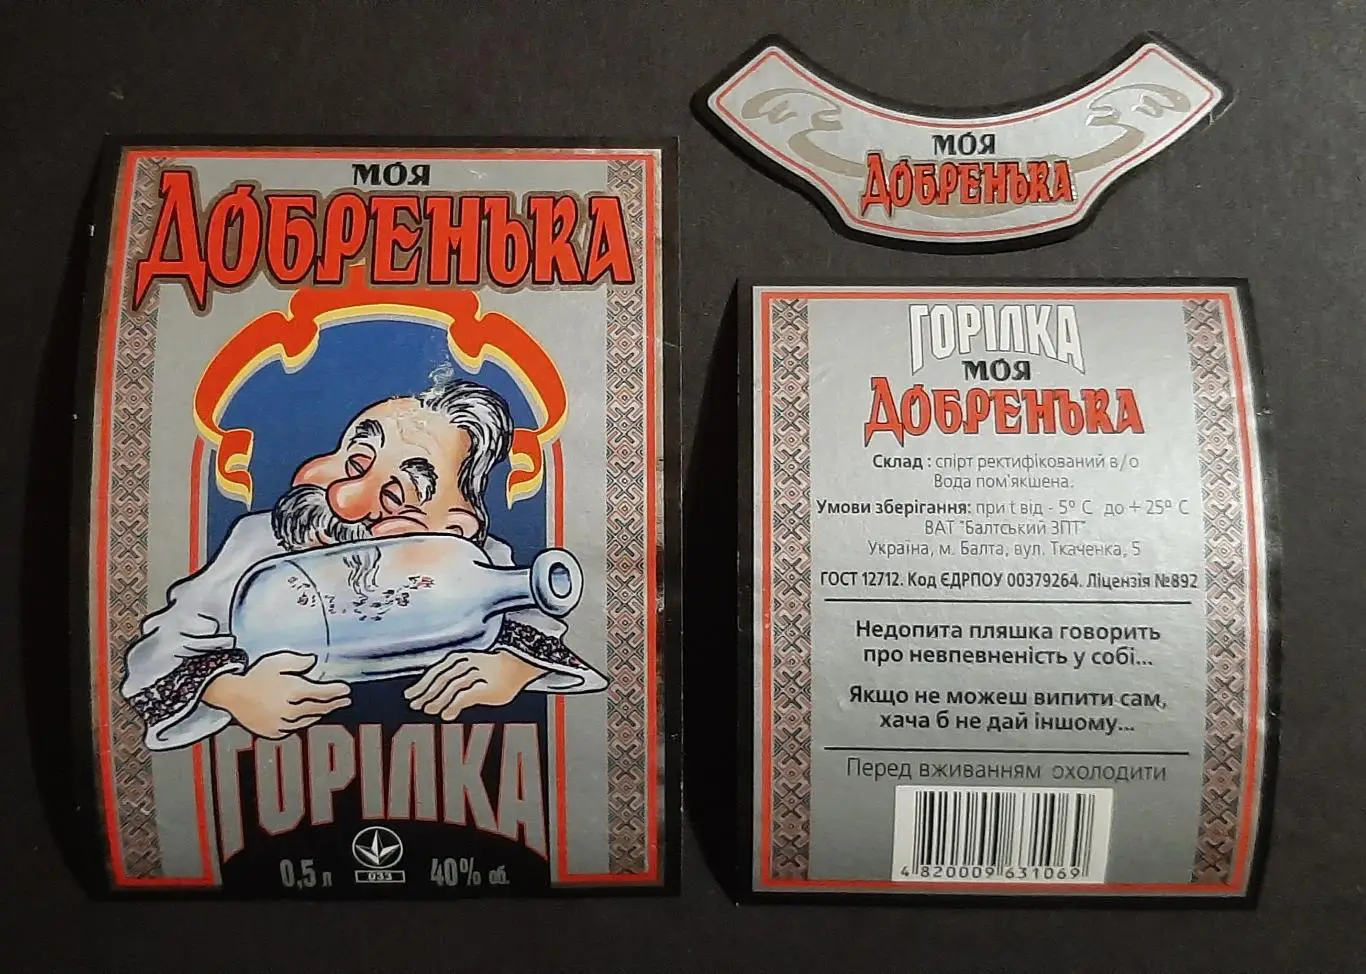 МОЯ
ДОБРЕНЬКА
ГОРІЛКА
0,5 л
033
40% об.
МОЯ
ДОБРЕНЬКА
ГОРІЛКА
МОЯ
ДОБРЕНЬКА
Склад : спірт ректифікований в/о
Вода пом'якшена.
Умови зберігання: при t від - 5º С до + 25º С
ВАТ "Балтський ЗПТ"
Україна, м. Балта, вул. Ткаченка, 5
ГОСТ 12712. Код ЄДРПОУ 00379264. Ліцензія №892
Недопита пляшка говорить
про невпевненість у собі...
Якщо не можеш випити сам,
хача б не дай іншому...
Перед вживанням охолодити
4 820009 631069